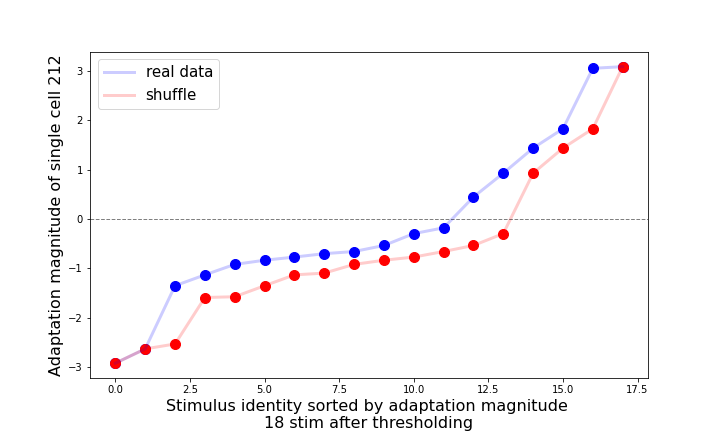 real data
shuffle
Adaptation magnitude of single cell 212
3
2
1
0
−1
−2
−3
0.0 2.5 5.0 7.5 10.0 12.5 15.0 17.5
Stimulus identity sorted by adaptation magnitude
18 stim after thresholding